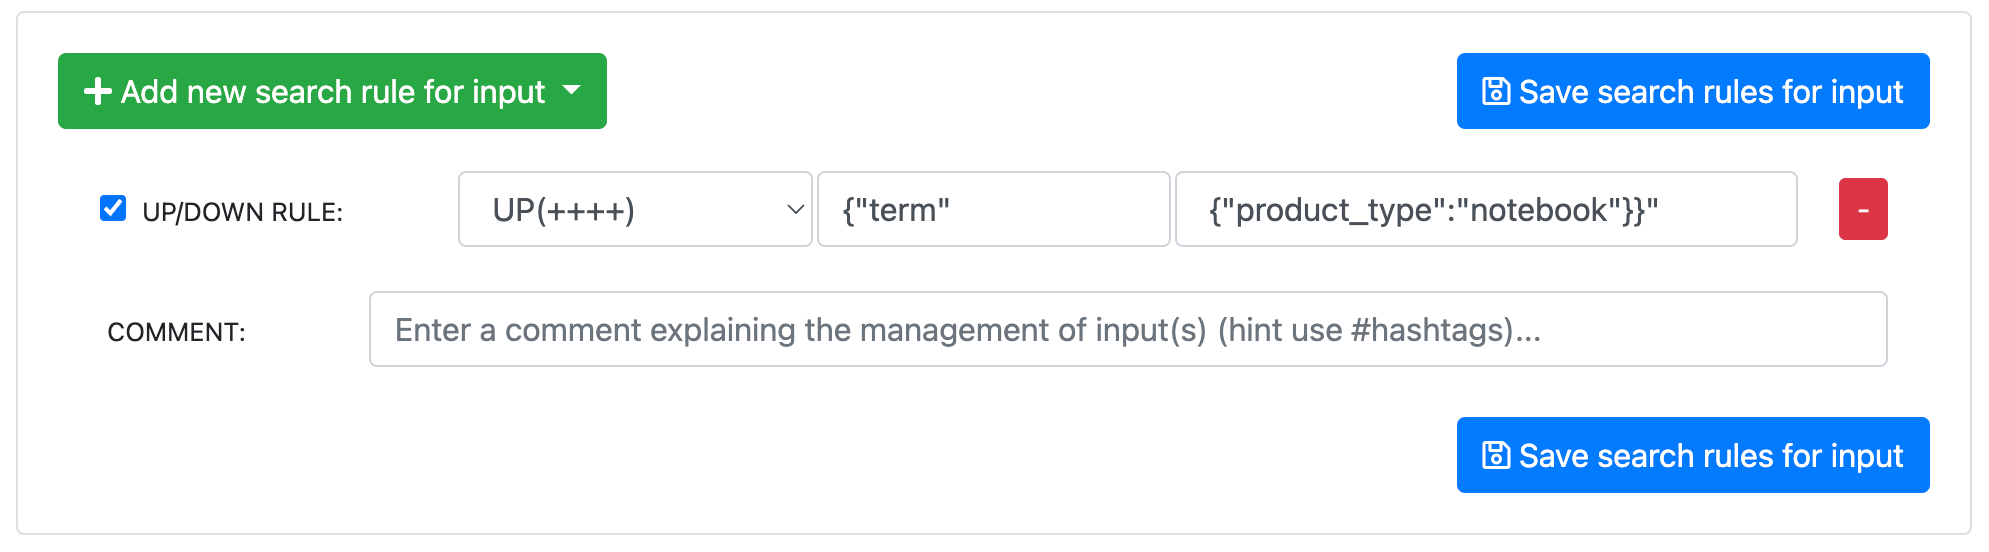 Add new search rule for input
Save search rules for input
UP/DOWN RULE:
UP(++++)
{"term"
{"product_type":"notebook"}}"
-
COMMENT:
Enter a comment explaining the management of input(s) (hint use #hashtags)...
Save search rules for input